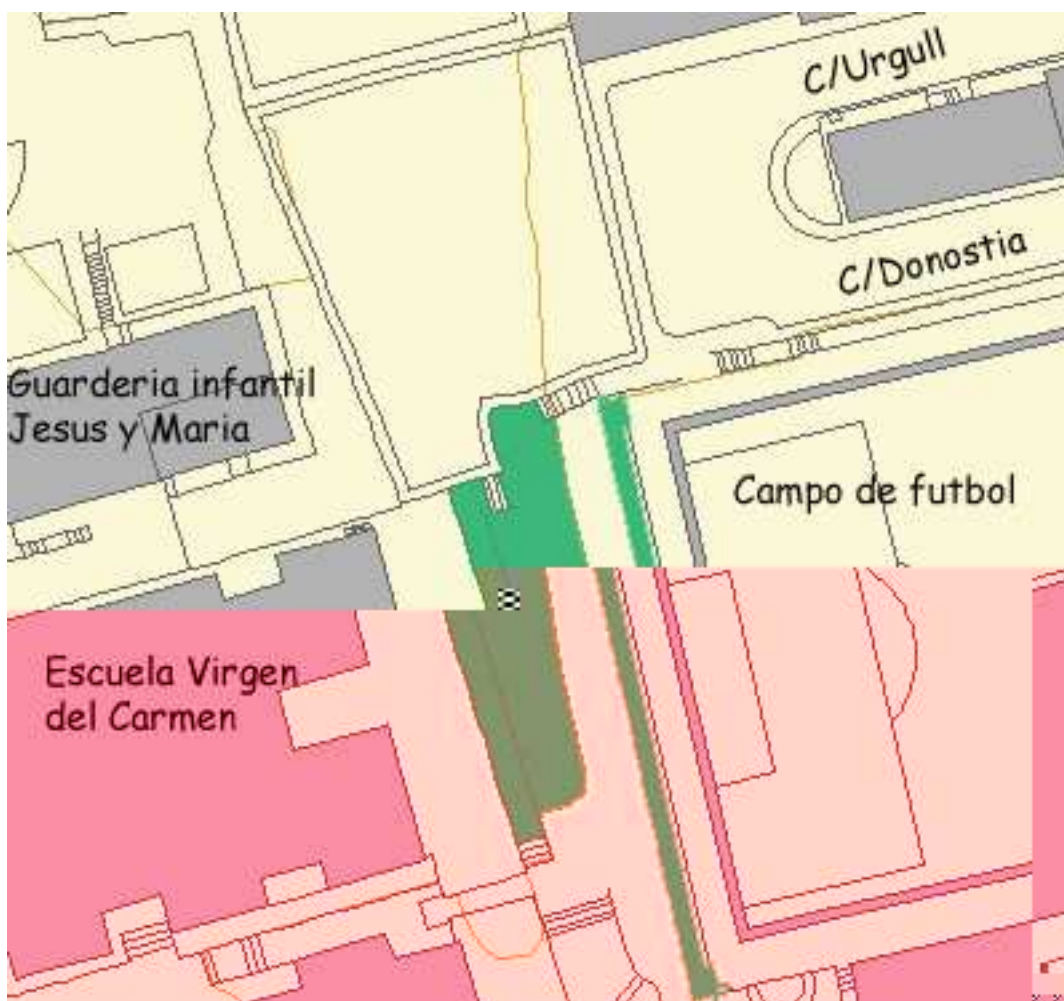 C/Urgull
C/Donostia
Guarderia infantil
Jesus y Maria
Campo de futbol
Escuela Virgen
del Carmen